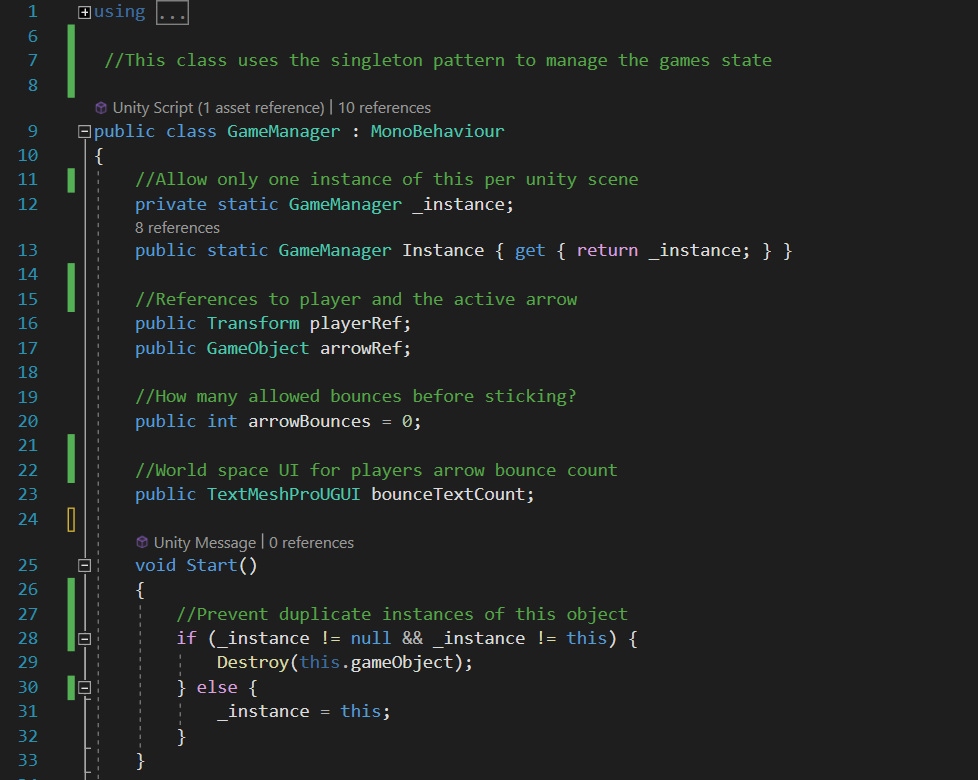 1 using ...
6
7 //This class uses the singleton pattern to manage the games state
8
Unity Script (1 asset reference) | 10 references
9 public class GameManager : MonoBehaviour
10 {
11 //Allow only one instance of this per unity scene
12 private static GameManager _instance;
8 references
13 public static GameManager Instance { get { return _instance; } }
14
15 //References to player and the active arrow
16 public Transform playerRef;
17 public GameObject arrowRef;
18
19 //How many allowed bounces before sticking?
20 public int arrowBounces = 0;
21
22 //World space UI for players arrow bounce count
23 public TextMeshProUGUI bounceTextCount;
24
Unity Message | 0 references
25 void Start()
26 {
27 //Prevent duplicate instances of this object
28 if (_instance != null && _instance != this) {
29 Destroy(this.gameObject);
30 } else {
31 _instance = this;
32 }
33 }